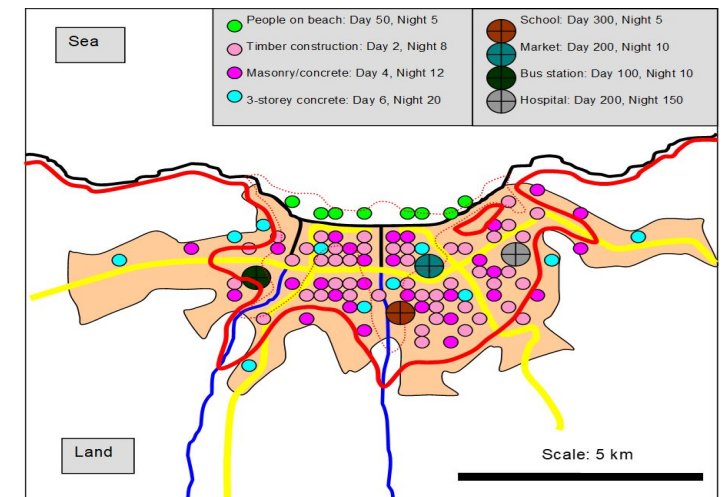 Sea
People on beach: Day 50, Night 5
Timber construction: Day 2, Night 8
Masonry/concrete: Day 4, Night 12
3-storey concrete: Day 6, Night 20
School: Day 300, Night 5
Market: Day 200, Night 10
Bus station: Day 100, Night 10
Hospital: Day 200, Night 150
Land
Scale: 5 km